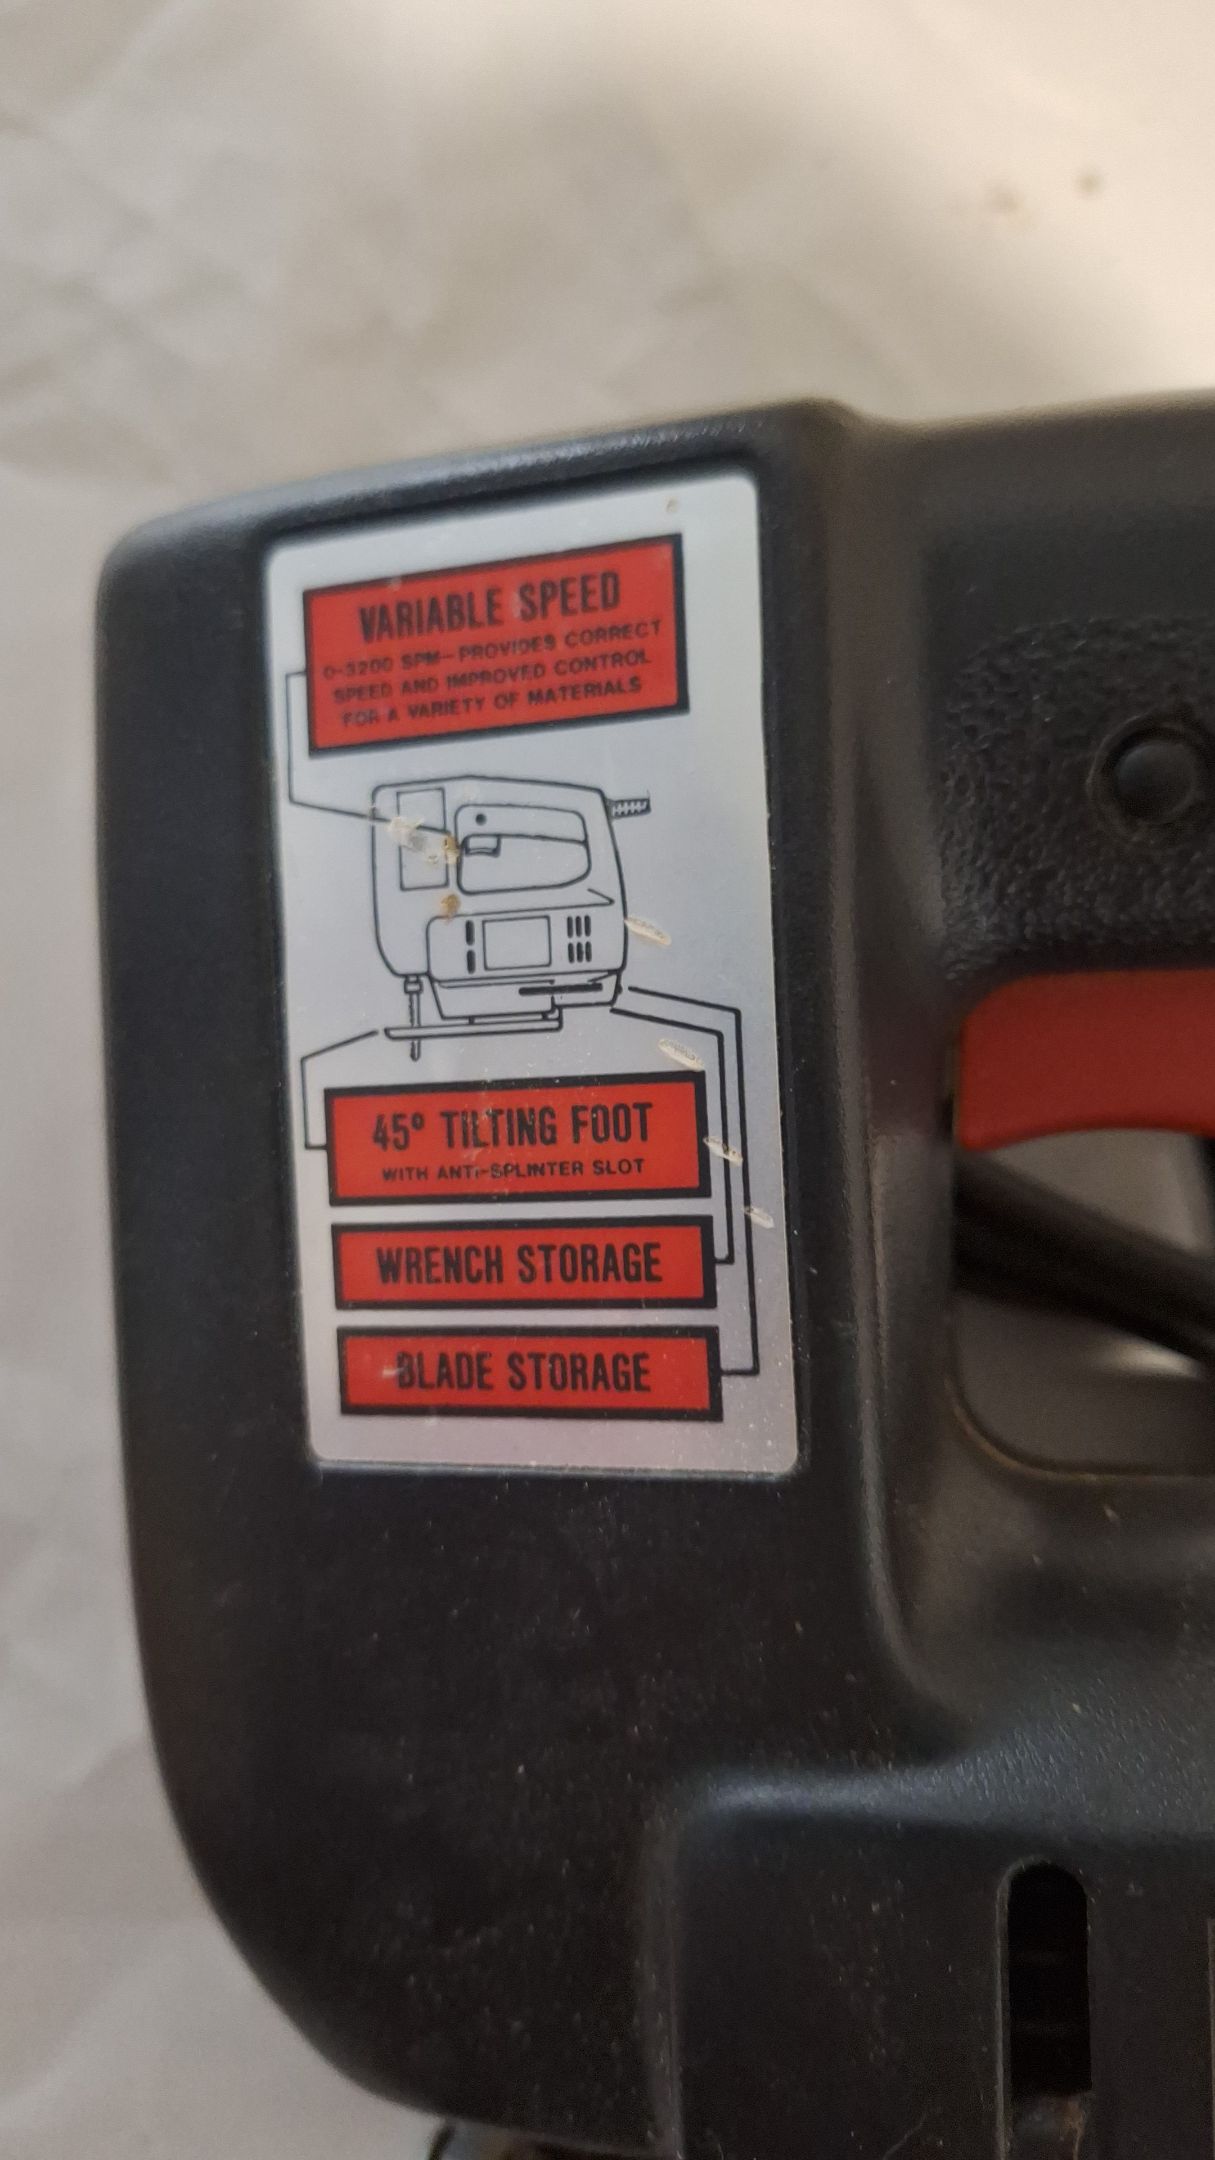 VARIABLE SPEED
0-3200 SPM—PROVIDES CORRECT
SPEED AND IMPROVED CONTROL
FOR A VARIETY OF MATERIALS
45° TILTING FOOT
WITH ANTI-SPLINTER SLOT
WRENCH STORAGE
BLADE STORAGE